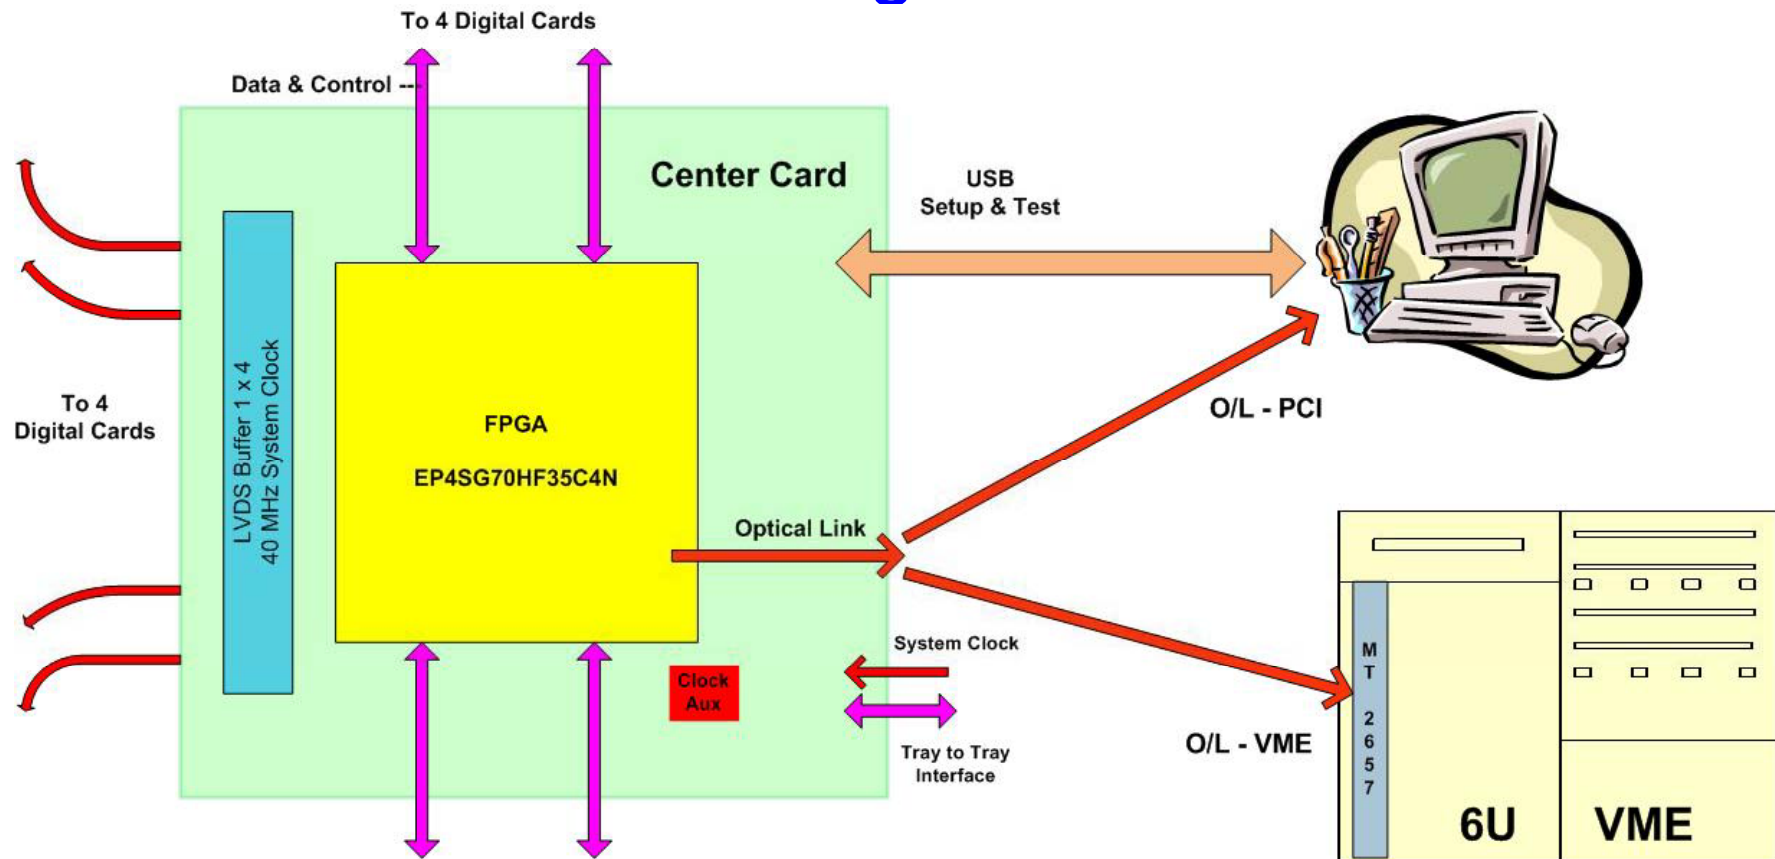 To 4 Digital Cards
Data & Control ---
Center Card
USB
Setup & Test
LVDS Buffer 1 x 4
40 MHz System Clock
To 4
Digital Cards
FPGA
EP4SG70HF35C4N
O/L - PCI
Optical Link
System Clock
Clock
Aux
Tray to Tray
Interface
O/L - VME
M
T
2
6
5
7
6U
VME